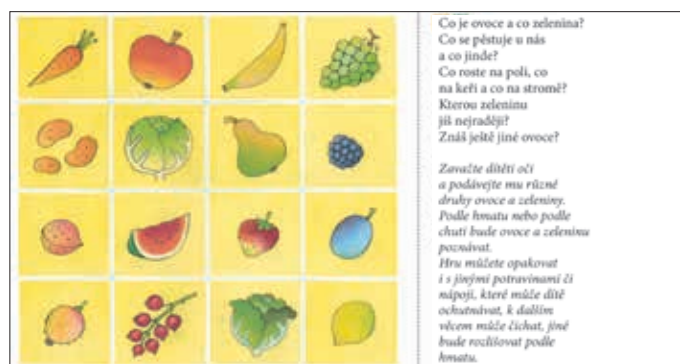 Co je ovoce a co zelenina?
Co se pěstuje u nás
a co jinde?
Co roste na poli, co
na keři a co na stromě?
Kterou zeleninu
jíš nejraději?
Znáš ještě jiné ovoce?
Zavažte dítěti oči
a podávejte mu různé
druhy ovoce a zeleniny.
Podle hmatu nebo podle
chuti bude ovoce a zeleninu
poznávat.
Hru můžete opakovat
i s jinými potravinami či
nápoji, které může dítě
ochutnávat, k dalším
věcem může čichat, jiné
bude rozlišovat podle
hmatu.